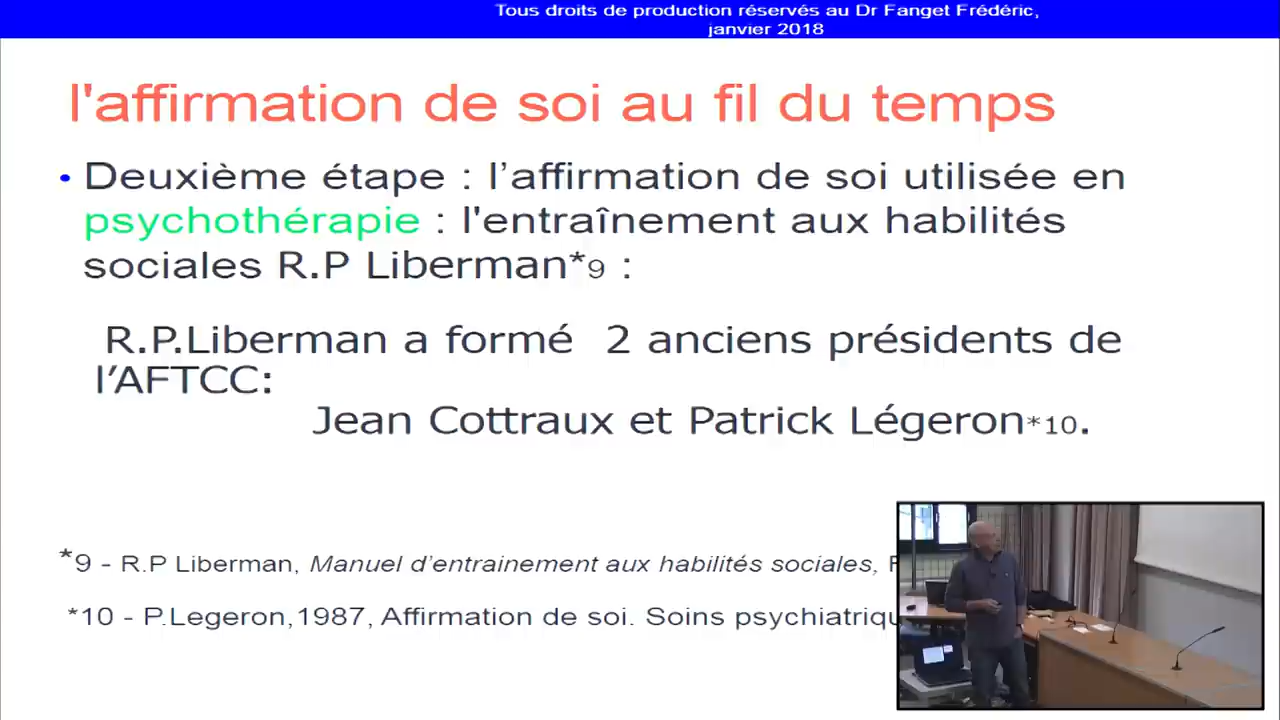 Tous droits de production réservés au Dr Fanget Frédéric,
janvier 2018
l'affirmation de soi au fil du temps
• Deuxième étape : l’affirmation de soi utilisée en
psychothérapie : l'entraînement aux habilités
sociales R.P Liberman*9 :
R.P.Liberman a formé 2 anciens présidents de
l’AFTCC:
Jean Cottraux et Patrick Légeron*10.
*9 - R.P Liberman, Manuel d’entrainement aux habilités sociales,
*10 - P.Legeron,1987, Affirmation de soi. Soins